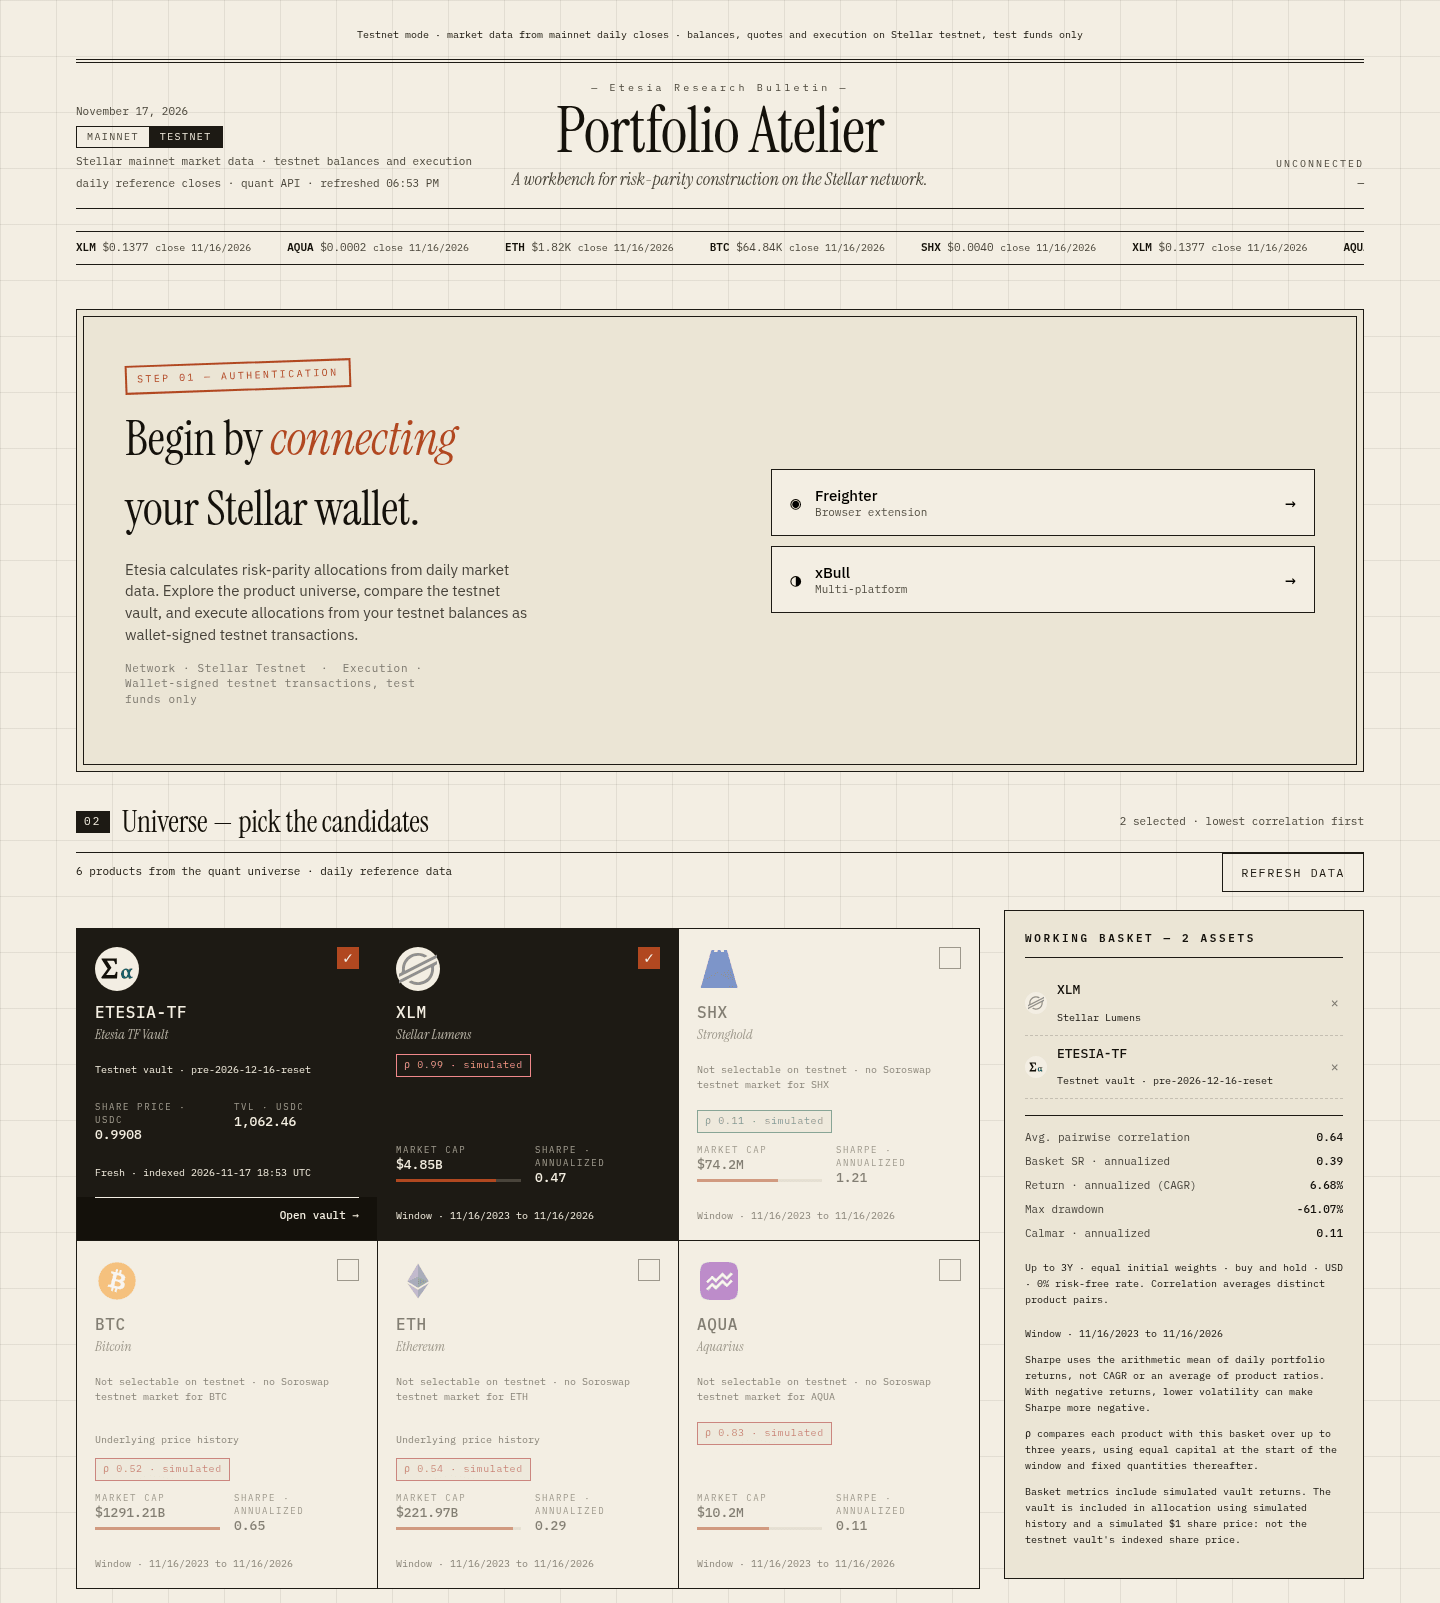 Testnet mode · market data from mainnet daily closes · balances, quotes and execution on Stellar testnet, test funds only
— Etesia Research Bulletin —
November 17, 2026
MAINNET TESTNET
Portfolio Atelier
Stellar mainnet market data · testnet balances and execution
daily reference closes · quant API · refreshed 06:53 PM
A workbench for risk-parity construction on the Stellar network.
UNCONNECTED
—
XLM $0.1377 close 11/16/2026 AQUA $0.0002 close 11/16/2026 ETH $1.82K close 11/16/2026 BTC $64.84K close 11/16/2026 SHX $0.0040 close 11/16/2026 XLM $0.1377 close 11/16/2026 AQU
STEP 01 — AUTHENTICATION
Begin by connecting
your Stellar wallet.
Etesia calculates risk-parity allocations from daily market
data. Explore the product universe, compare the testnet
vault, and execute allocations from your testnet balances as
wallet-signed testnet transactions.
Network · Stellar Testnet · Execution ·
Wallet-signed testnet transactions, test
funds only
◉ Freighter →
Browser extension
◑ xBull →
Multi-platform
02 Universe — pick the candidates
2 selected · lowest correlation first
6 products from the quant universe · daily reference data
REFRESH DATA
Σα ✓
ETESIA-TF
Etesia TF Vault
Testnet vault · pre-2026-12-16-reset
SHARE PRICE ·
USDC
0.9908
TVL · USDC
1,062.46
Fresh · indexed 2026-11-17 18:53 UTC
Open vault →
✓
XLM
Stellar Lumens
ρ 0.99 · simulated
MARKET CAP
$4.85B
SHARPE ·
ANNUALIZED
0.47
Window · 11/16/2023 to 11/16/2026
SHX
Stronghold
Not selectable on testnet · no Soroswap
testnet market for SHX
ρ 0.11 · simulated
MARKET CAP
$74.2M
SHARPE ·
ANNUALIZED
1.21
Window · 11/16/2023 to 11/16/2026
BTC
Bitcoin
Not selectable on testnet · no Soroswap
testnet market for BTC
Underlying price history
ρ 0.52 · simulated
MARKET CAP
$1291.21B
SHARPE ·
ANNUALIZED
0.65
Window · 11/16/2023 to 11/16/2026
ETH
Ethereum
Not selectable on testnet · no Soroswap
testnet market for ETH
Underlying price history
ρ 0.54 · simulated
MARKET CAP
$221.97B
SHARPE ·
ANNUALIZED
0.29
Window · 11/16/2023 to 11/16/2026
AQUA
Aquarius
Not selectable on testnet · no Soroswap
testnet market for AQUA
ρ 0.83 · simulated
MARKET CAP
$10.2M
SHARPE ·
ANNUALIZED
0.11
Window · 11/16/2023 to 11/16/2026
WORKING BASKET — 2 ASSETS
XLM ×
Stellar Lumens
Σα ETESIA-TF ×
Testnet vault · pre-2026-12-16-reset
Avg. pairwise correlation 0.64
Basket SR · annualized 0.39
Return · annualized (CAGR) 6.68%
Max drawdown -61.07%
Calmar · annualized 0.11
Up to 3Y · equal initial weights · buy and hold · USD
· 0% risk-free rate. Correlation averages distinct
product pairs.
Window · 11/16/2023 to 11/16/2026
Sharpe uses the arithmetic mean of daily portfolio
returns, not CAGR or an average of product ratios.
With negative returns, lower volatility can make
Sharpe more negative.
ρ compares each product with this basket over up to
three years, using equal capital at the start of the
window and fixed quantities thereafter.
Basket metrics include simulated vault returns. The
vault is included in allocation using simulated
history and a simulated $1 share price: not the
testnet vault's indexed share price.